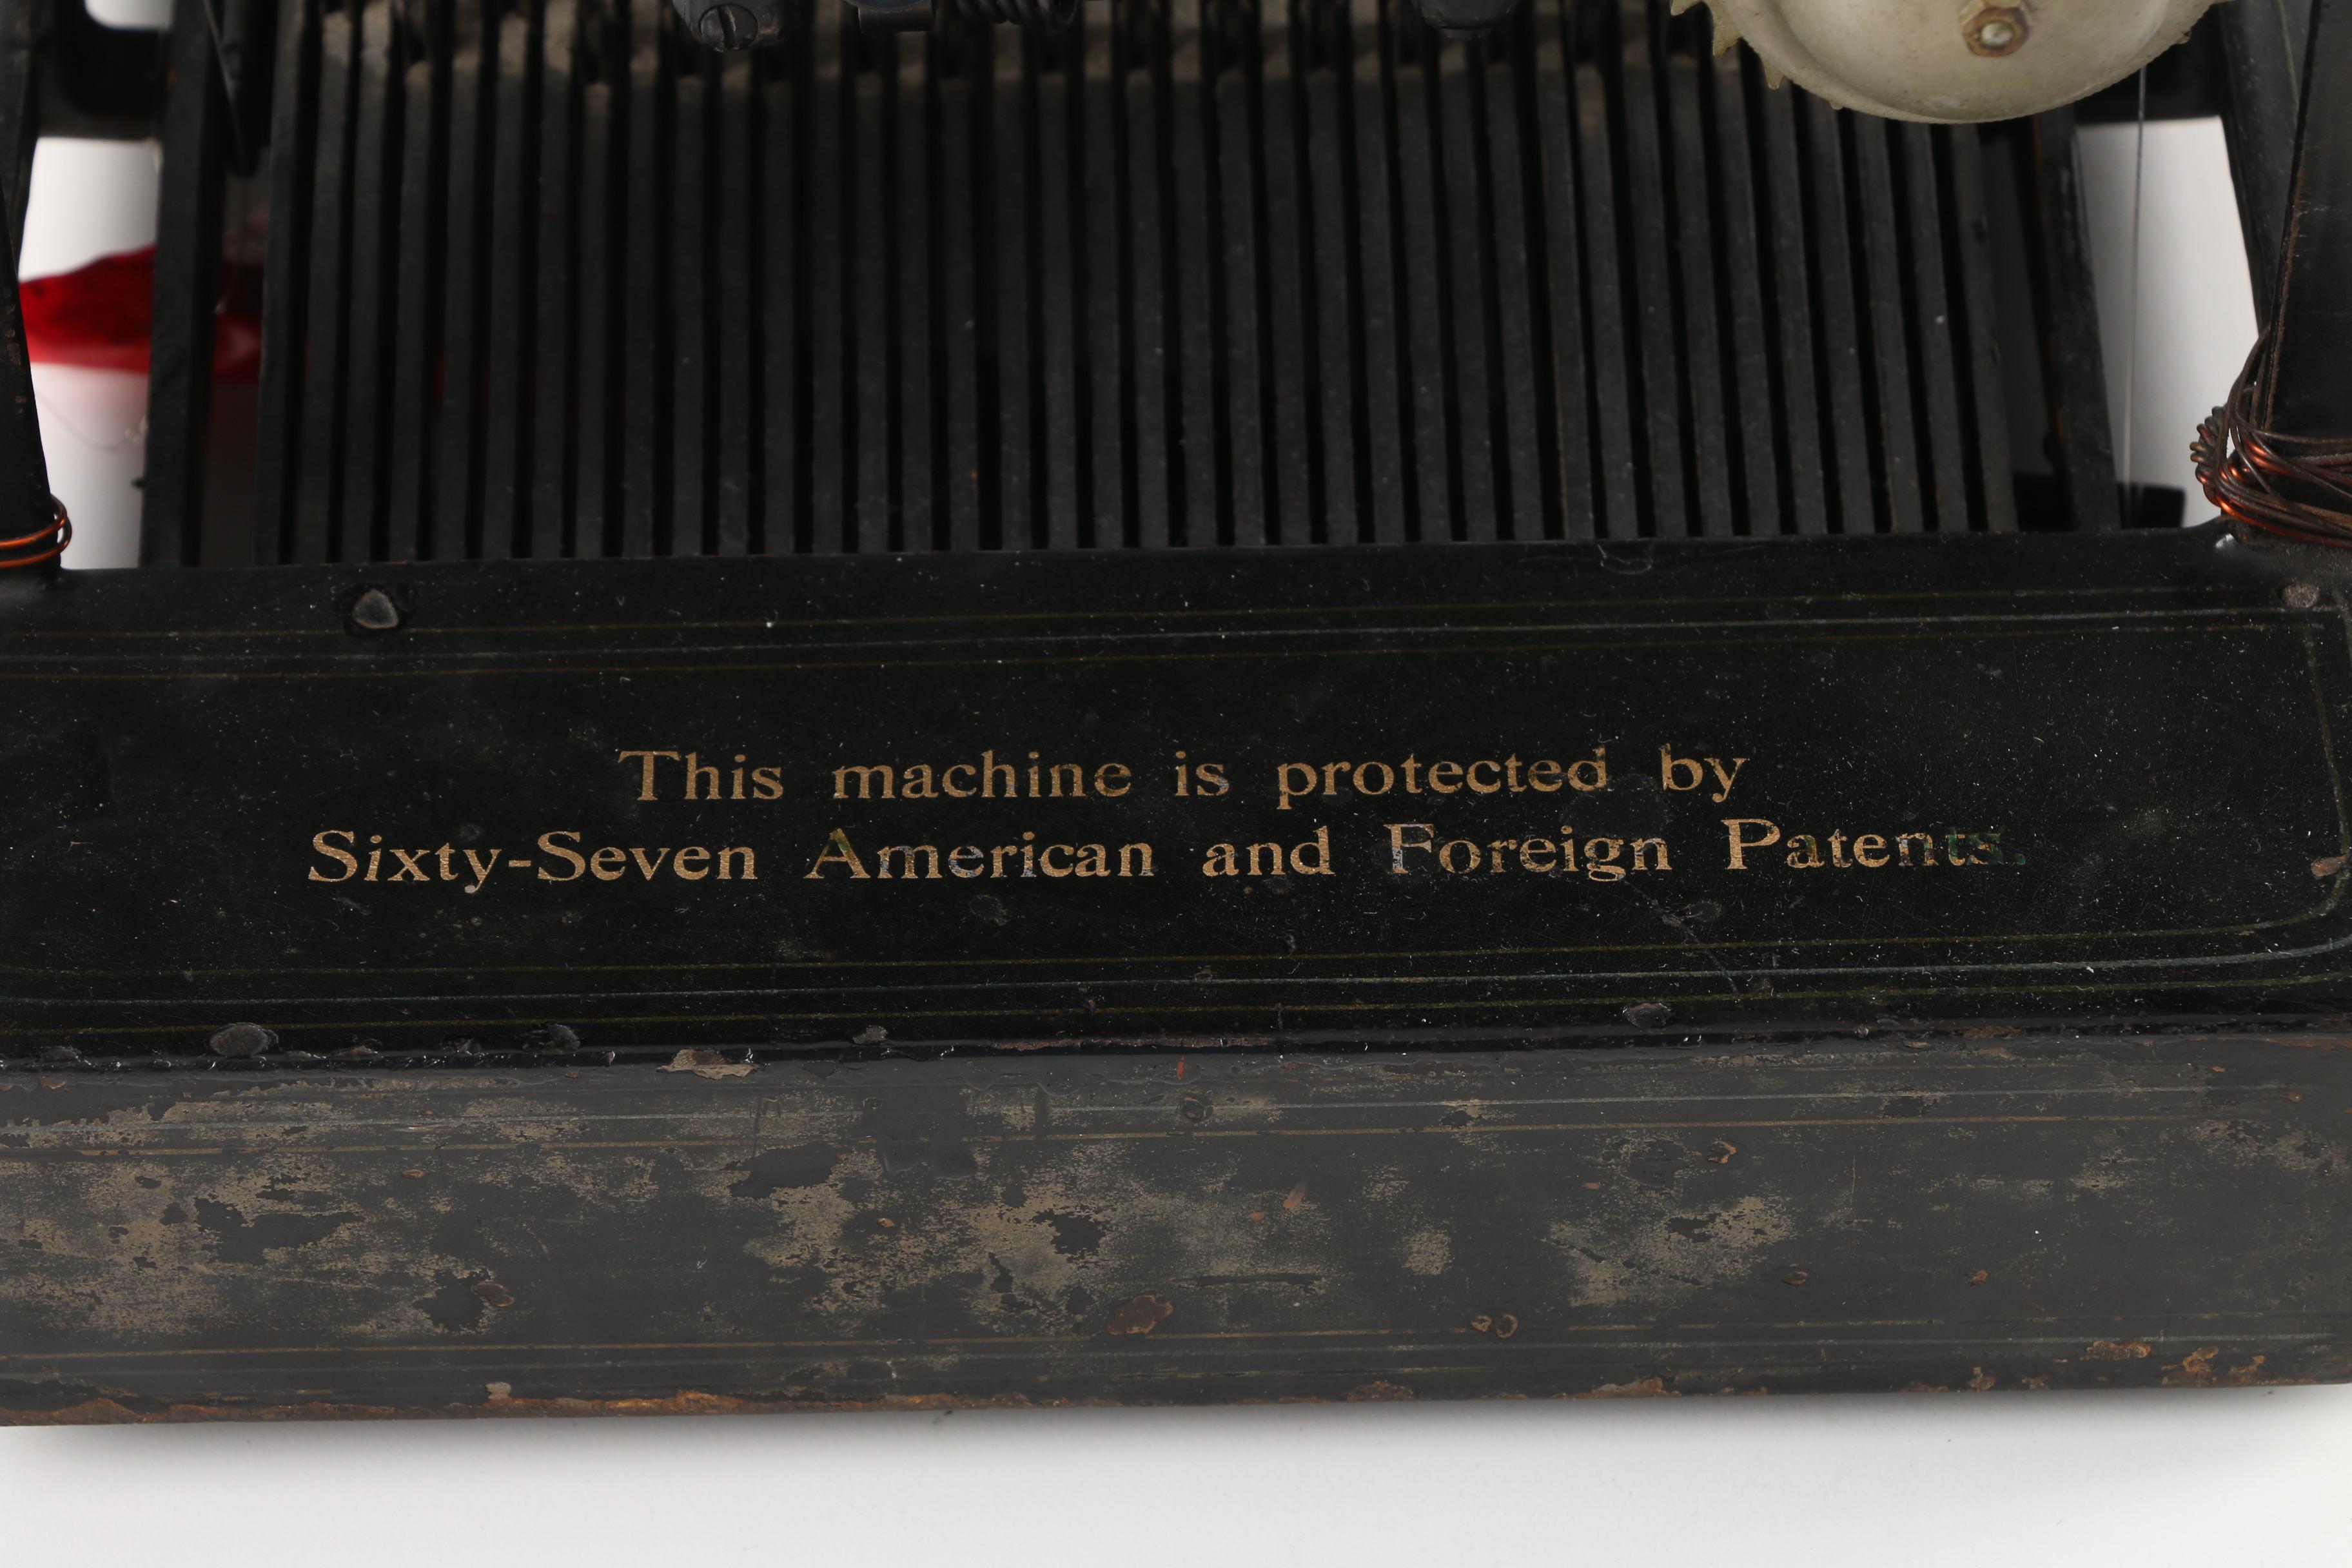 This machine is protected by
Sixty-Seven American and Foreign Patents.